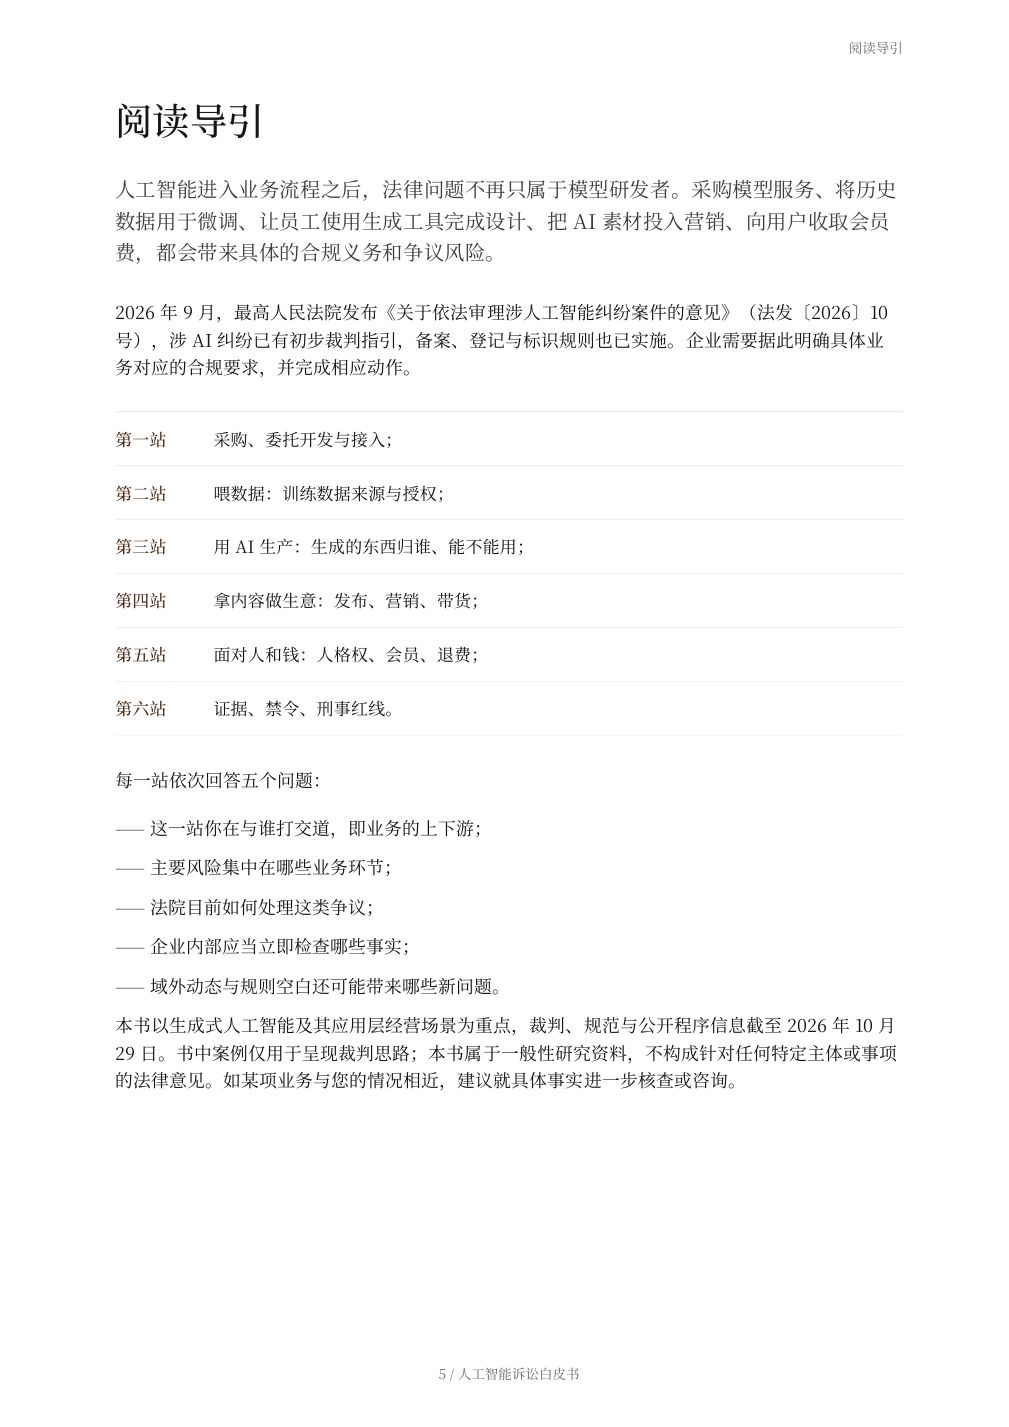 阅读导引
阅读导引
人工智能进入业务流程之后，法律问题不再只属于模型研发者。采购模型服务、将历史
数据用于微调、让员工使用生成工具完成设计、把 AI 素材投入营销、向用户收取会员
费，都会带来具体的合规义务和争议风险。
2026 年 9 月，最高人民法院发布《关于依法审理涉人工智能纠纷案件的意见》（法发〔2026〕10
号），涉 AI 纠纷已有初步裁判指引，备案、登记与标识规则也已实施。企业需要据此明确具体业
务对应的合规要求，并完成相应动作。
第一站 采购、委托开发与接入；
第二站 喂数据：训练数据来源与授权；
第三站 用 AI 生产：生成的东西归谁、能不能用；
第四站 拿内容做生意：发布、营销、带货；
第五站 面对人和钱：人格权、会员、退费；
第六站 证据、禁令、刑事红线。
每一站依次回答五个问题：
—— 这一站你在与谁打交道，即业务的上下游；
—— 主要风险集中在哪些业务环节；
—— 法院目前如何处理这类争议；
—— 企业内部应当立即检查哪些事实；
—— 域外动态与规则空白还可能带来哪些新问题。
本书以生成式人工智能及其应用层经营场景为重点，裁判、规范与公开程序信息截至 2026 年 10 月
29 日。书中案例仅用于呈现裁判思路；本书属于一般性研究资料，不构成针对任何特定主体或事项
的法律意见。如某项业务与您的情况相近，建议就具体事实进一步核查或咨询。
5 / 人工智能诉讼白皮书